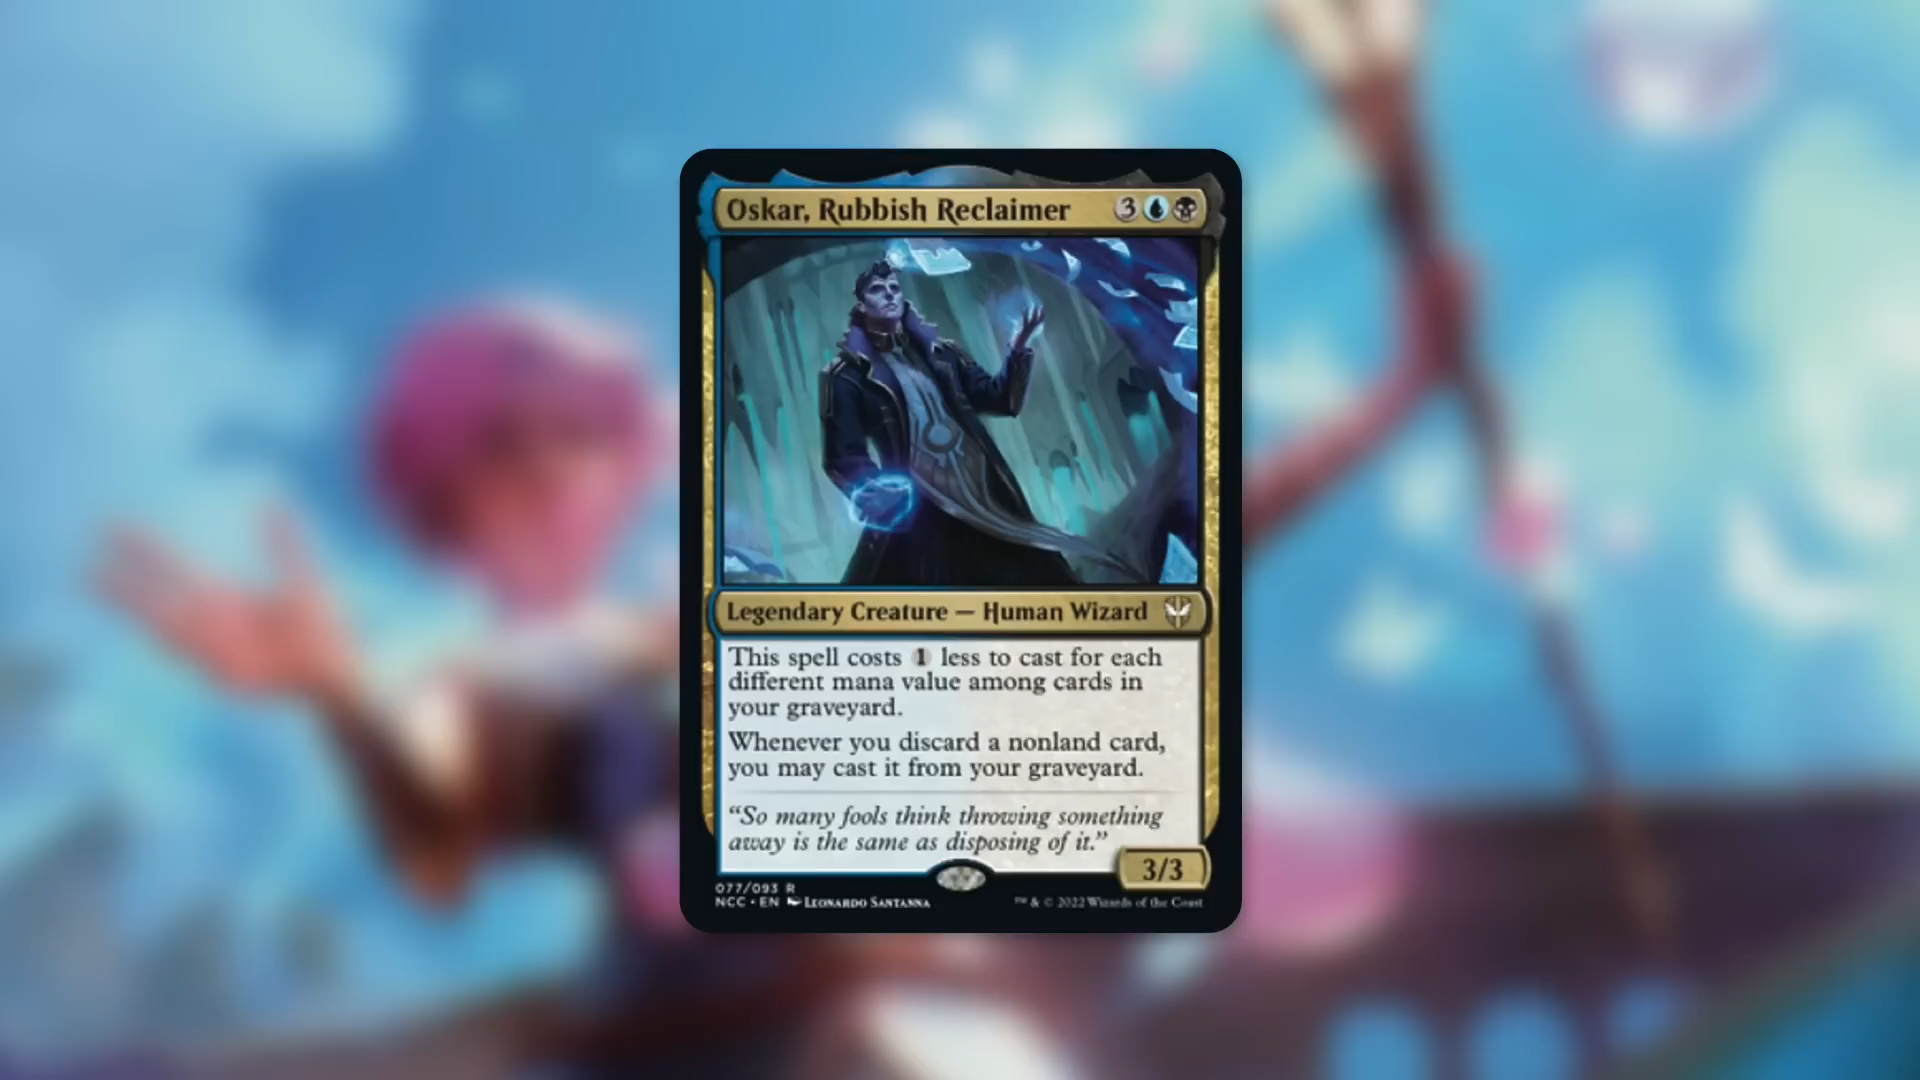 Oskar, Rubbish Reclaimer 3
Legendary Creature — Human Wizard
This spell costs 1 less to cast for each
different mana value among cards in
your graveyard.
Whenever you discard a nonland card,
you may cast it from your graveyard.
“So many fools think throwing something
away is the same as disposing of it.”
3/3
077/093 R
NCC • EN Leonardo Santanna
™ & © 2022 Wizards of the Coast